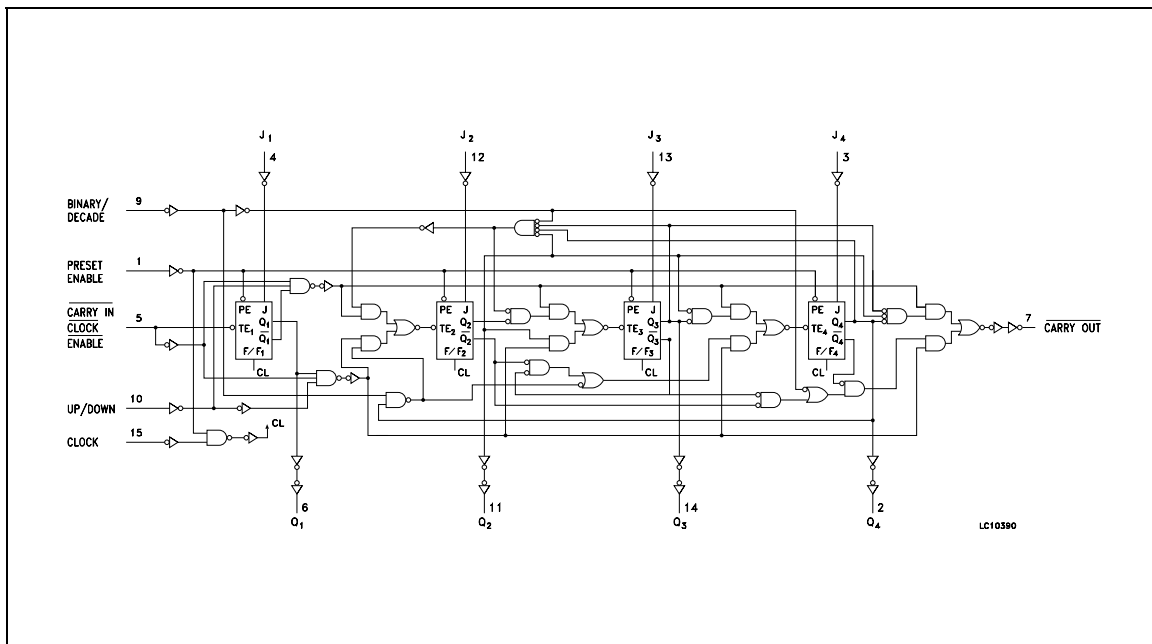 J1
J2
J3
J4
4
12
13
3
BINARY/
DECADE
9
PRESET
ENABLE
1
CARRY IN
CLOCK
ENABLE
5
UP/DOWN
10
CLOCK
15
PE J
Q1
TE1
Q1
F/F1
CL
PE J
Q2
TE2
Q2
F/F2
CL
PE J
Q3
TE3
Q3
F/F3
CL
PE J
Q4
TE4
Q4
F/F4
CL
7
CARRY OUT
CL
6
Q1
11
Q2
14
Q3
2
Q4
LC10390